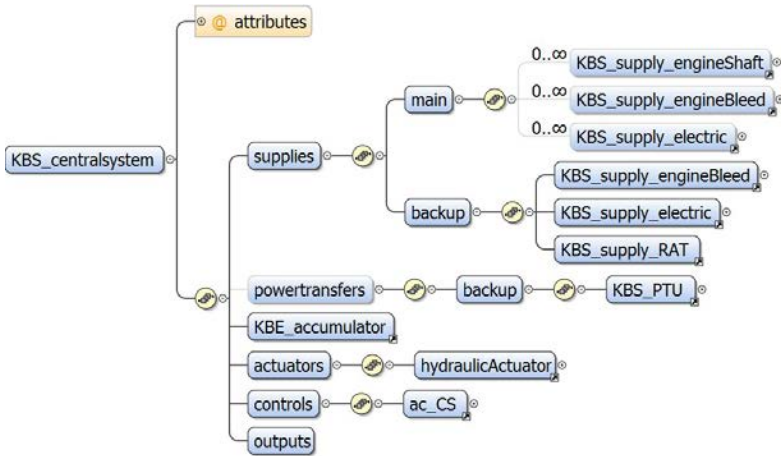 @ attributes
0..∞
KBS_supply_engineShaft
main
0..∞
KBS_supply_engineBleed
0..∞
KBS_supply_electric
KBS_centralsystem
supplies
KBS_supply_engineBleed
backup
KBS_supply_electric
KBS_supply_RAT
powertransfers
backup
KBS_PTU
KBE_accumulator
actuators
hydraulicActuator
controls
ac_CS
outputs